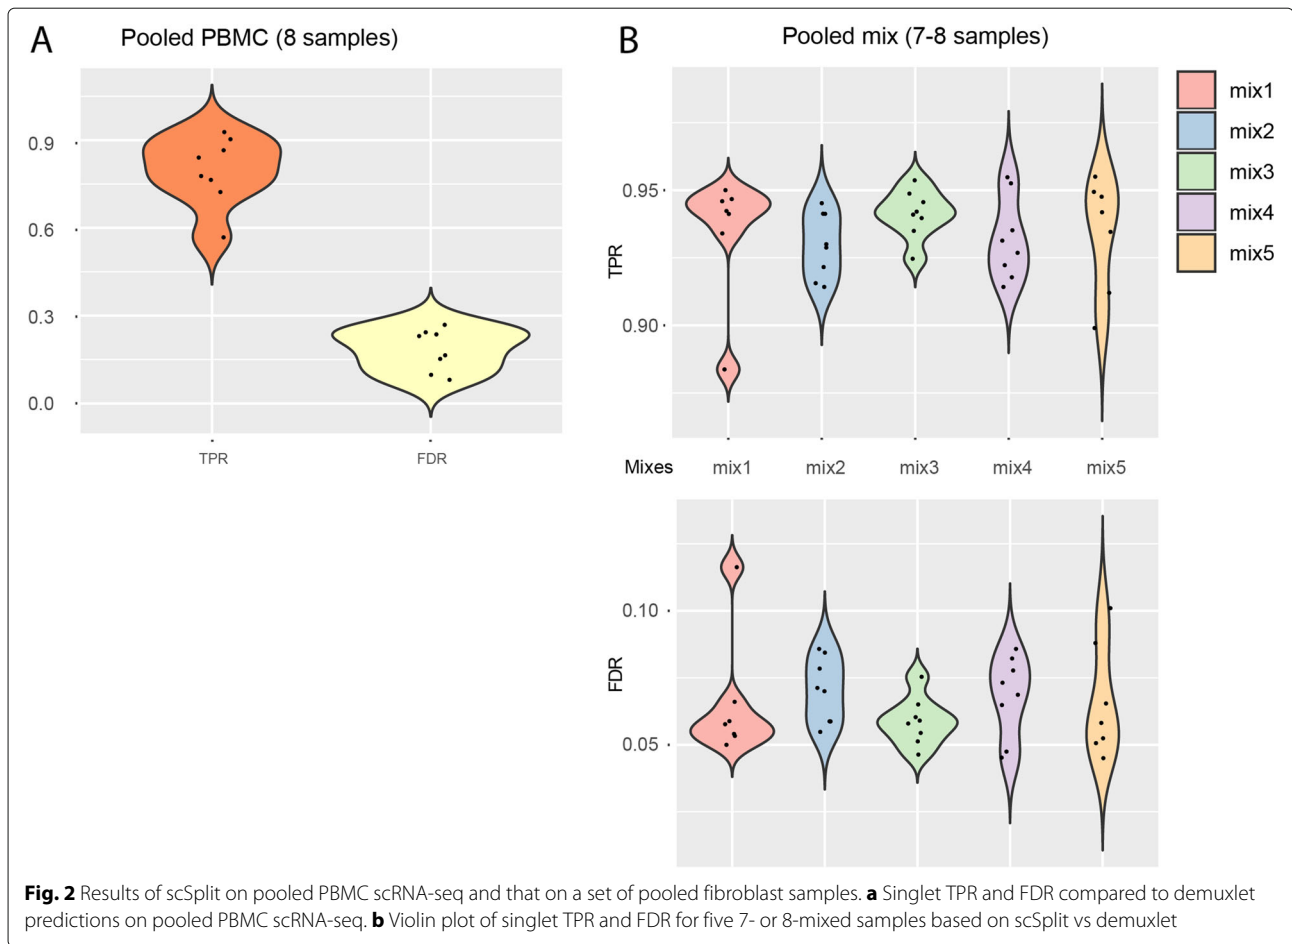 A
Pooled PBMC (8 samples)
0.9
0.6
0.3
0.0
TPR
FDR
B
Pooled mix (7-8 samples)
TPR
0.95
0.90
Mixes
mix1
mix2
mix3
mix4
mix5
FDR
0.10
0.05
mix1
mix2
mix3
mix4
mix5
Fig. 2 Results of scSplit on pooled PBMC scRNA-seq and that on a set of pooled fibroblast samples. a Singlet TPR and FDR compared to demuxlet
predictions on pooled PBMC scRNA-seq. b Violin plot of singlet TPR and FDR for five 7- or 8-mixed samples based on scSplit vs demuxlet